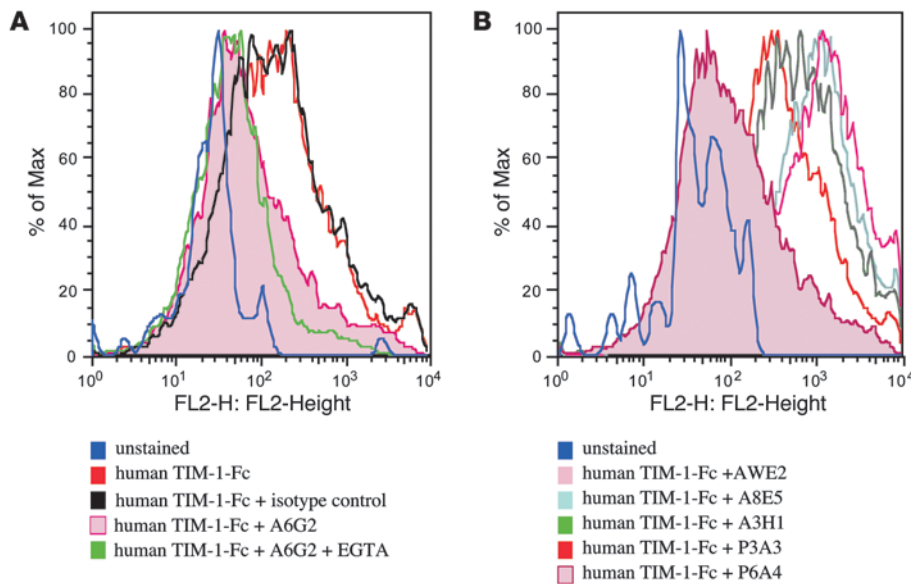 A
100
80
60
40
20
0
% of Max
10^0 10^1 10^2 10^3 10^4
FL2-H: FL2-Height
unstained
human TIM-1-Fc
human TIM-1-Fc + isotype control
human TIM-1-Fc + A6G2
human TIM-1-Fc + A6G2 + EGTA
B
100
80
60
40
20
0
% of Max
10^0 10^1 10^2 10^3 10^4
FL2-H: FL2-Height
unstained
human TIM-1-Fc +AWE2
human TIM-1-Fc + A8E5
human TIM-1-Fc + A3H1
human TIM-1-Fc + P3A3
human TIM-1-Fc + P6A4